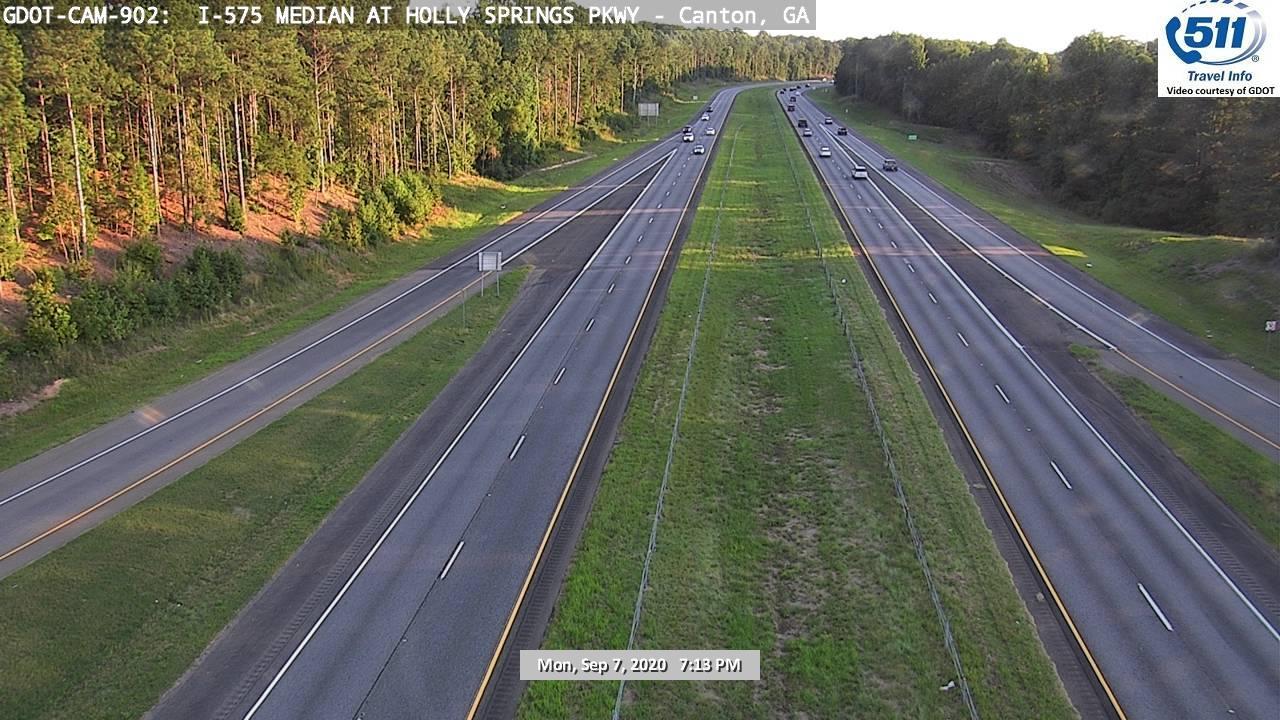 GDOT-CAM-902: I-575 MEDIAN AT HOLLY SPRINGS PKWY - Canton, GA
511
Travel Info
Video courtesy of GDOT
Mon, Sep 7, 2020 7:13 PM